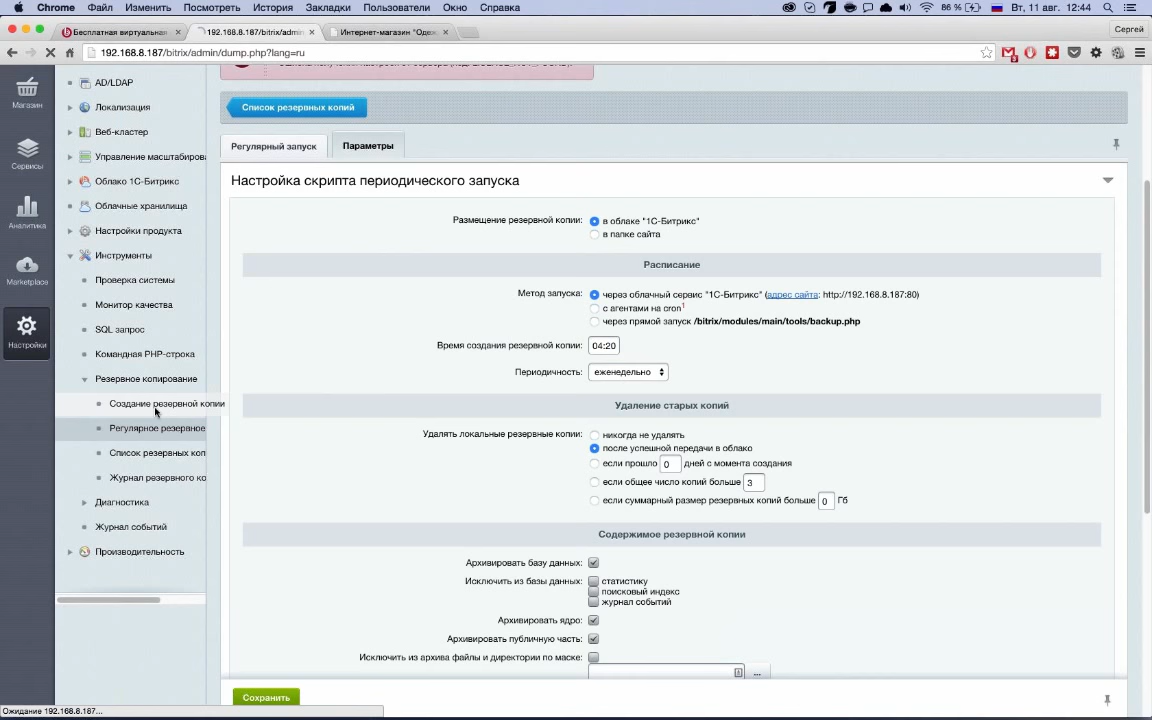 Chrome Файл Изменить Посмотреть История Закладки Пользователи Окно Справка 86 % Вт, 11 авг. 12:44
Бесплатная виртуальная 192.168.8.187/bitrix/admin Интернет-магазин "Одеж Сергей
192.168.8.187/bitrix/admin/dump.php?lang=ru
Магазин
Сервисы
Аналитика
Marketplace
Настройки
AD/LDAP
Локализация
Веб-кластер
Управление масштабирова
Облако 1С-Битрикс
Облачные хранилища
Настройки продукта
Инструменты
Проверка системы
Монитор качества
SQL запрос
Командная PHP-строка
Резервное копирование
Создание резервной копии
Регулярное резервное
Список резервных коп
Журнал резервного ко
Диагностика
Журнал событий
Производительность
Список резервных копий
Регулярный запуск Параметры
Настройка скрипта периодического запуска
Размещение резервной копии: в облаке "1С-Битрикс"
в папке сайта
Расписание
Метод запуска: через облачный сервис "1С-Битрикс" (адрес сайта: http://192.168.8.187:80)
с агентами на cron1
через прямой запуск /bitrix/modules/main/tools/backup.php
Время создания резервной копии: 04:20
Периодичность: еженедельно
Удаление старых копий
Удалять локальные резервные копии: никогда не удалять
после успешной передачи в облако
если прошло 0 дней с момента создания
если общее число копий больше 3
если суммарный размер резервных копий больше 0 Гб
Содержимое резервной копии
Архивировать базу данных:
Исключить из базы данных: статистику
поисковый индекс
журнал событий
Архивировать ядро:
Архивировать публичную часть:
Исключить из архива файлы и директории по маске:
...
Сохранить
Ожидание 192.168.8.187...